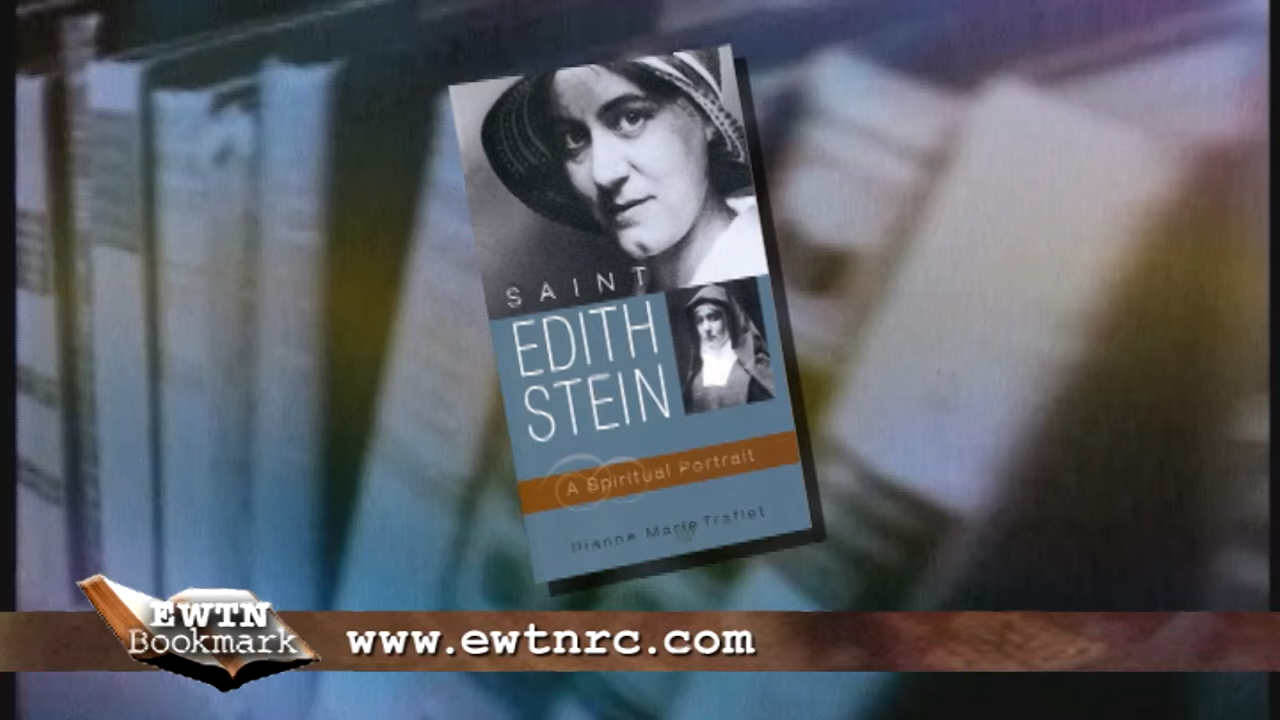 SAINT
EDITH
STEIN
A Spiritual Portrait
Dianne Marie Traflet
EWTN
Bookmark
www.ewtnrc.com